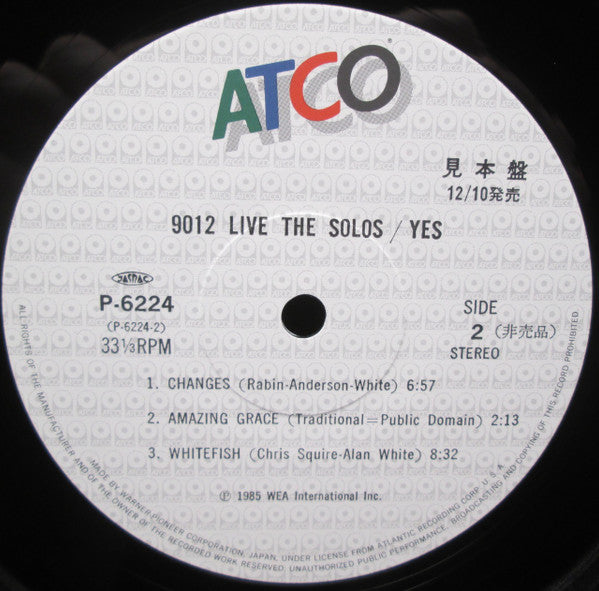 ATCO
見本盤
12/10発売
9012 LIVE THE SOLOS / YES
JASRAC
P-6224
(P-6224-2)
33⅓RPM
SIDE
2 (非売品)
STEREO
1. CHANGES (Rabin-Anderson-White) 6:57
2. AMAZING GRACE (Traditional=Public Domain) 2:13
3. WHITEFISH (Chris Squire-Alan White) 8:32
Ⓟ 1985 WEA International Inc.
MADE BY WARNER-PIONEER CORPORATION, JAPAN, UNDER LICENSE FROM ATLANTIC RECORDING CORP. U.S.A.
ALL RIGHTS OF THE MANUFACTURER AND OF THE OWNER OF THE RECORDED WORK RESERVED. UNAUTHORIZED PUBLIC PERFORMANCE, BROADCASTING AND COPYING OF THIS RECORD PROHIBITED